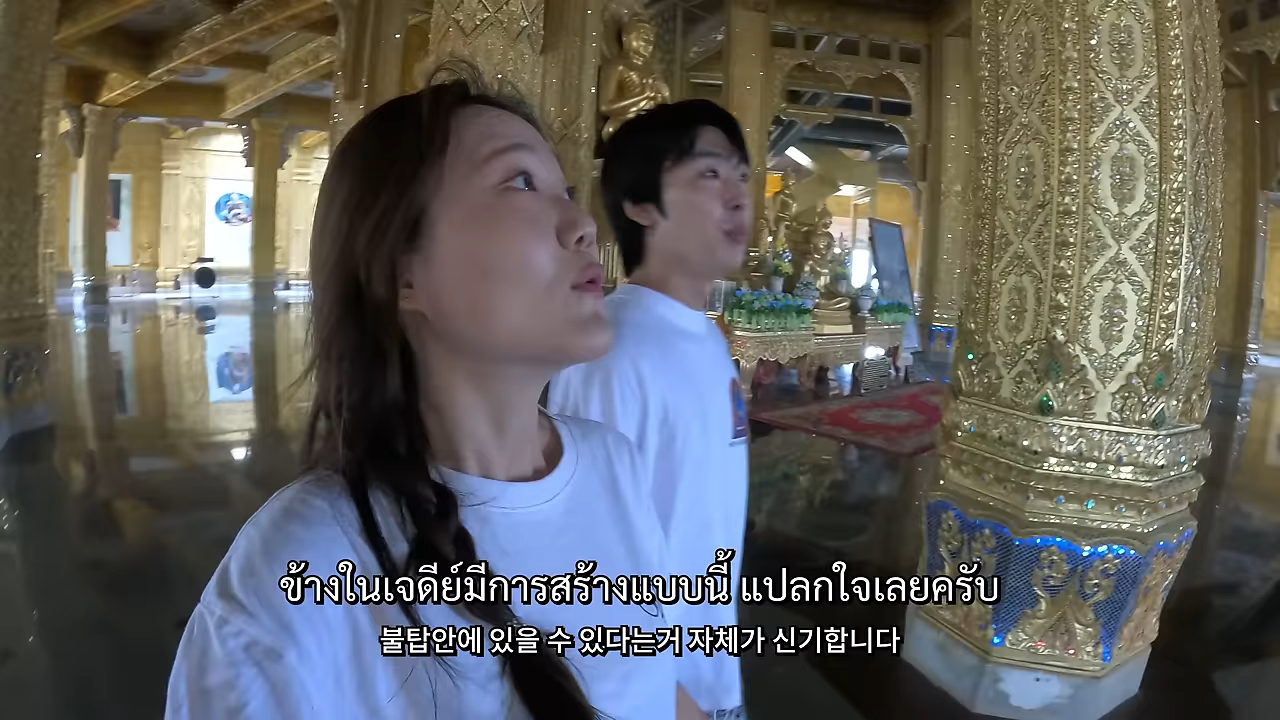 ข้างในเจดีย์มีการสร้างแบบนี้ แปลกใจเลยครับ
불탑안에 있을 수 있다는거 자체가 신기합니다